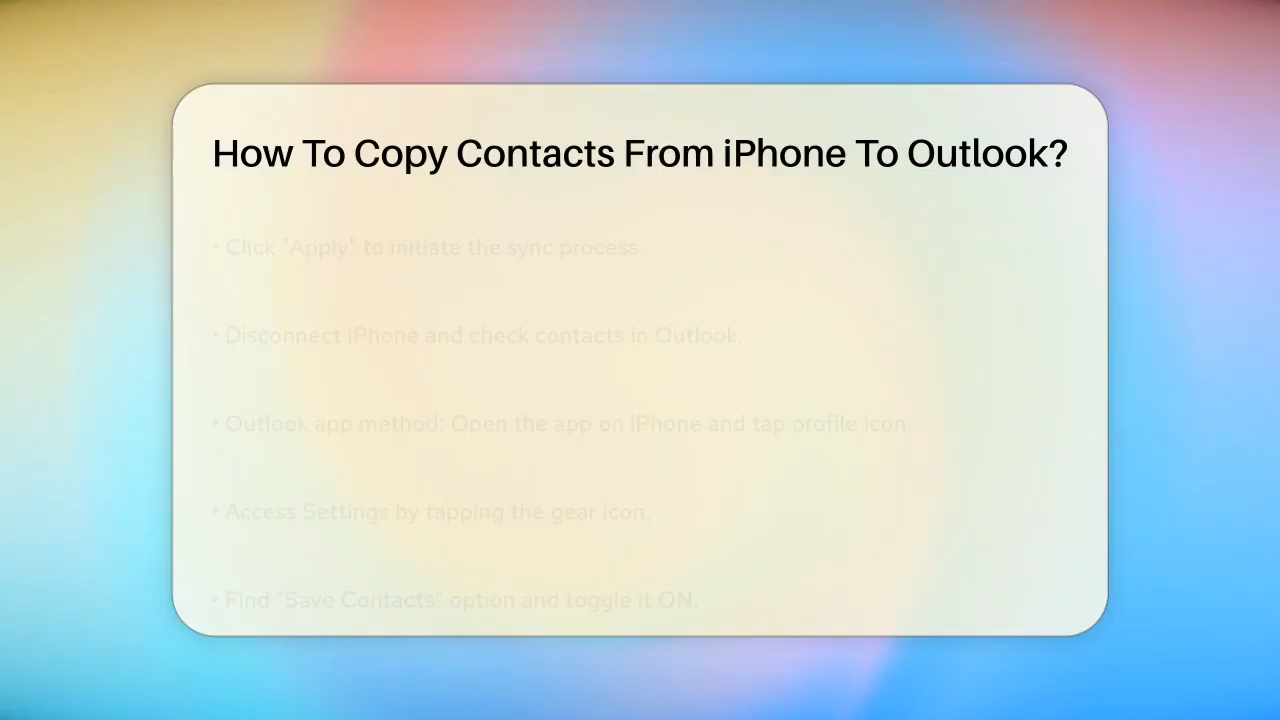 How To Copy Contacts From iPhone To Outlook?
• Click "Apply" to initiate the sync process.
• Disconnect iPhone and check contacts in Outlook.
• Outlook app method: Open the app on iPhone and tap profile icon.
• Access Settings by tapping the gear icon.
• Find "Save Contacts" option and toggle it ON.